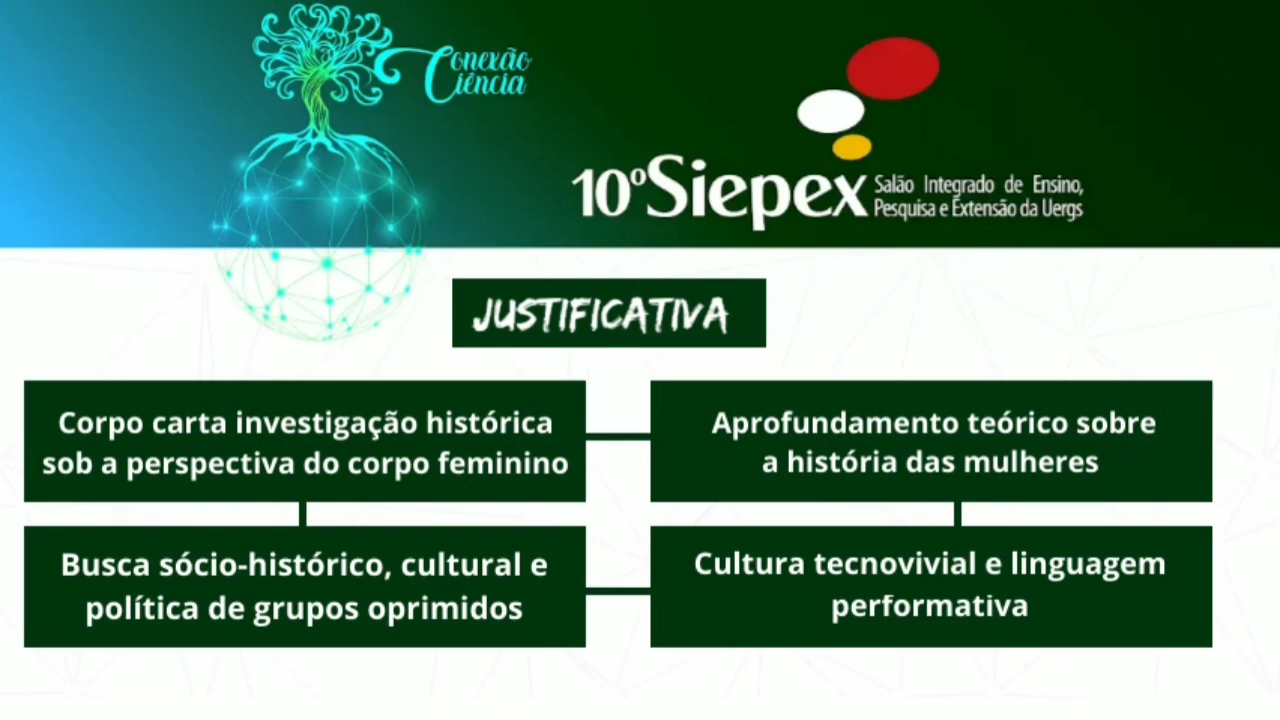 Conexão
Ciência
10º Siepex
Salão Integrado de Ensino,
Pesquisa e Extensão da Uergs
JUSTIFICATIVA
Corpo carta investigação histórica
sob a perspectiva do corpo feminino
Aprofundamento teórico sobre
a história das mulheres
Busca sócio-histórico, cultural e
política de grupos oprimidos
Cultura tecnovivial e linguagem
performativa